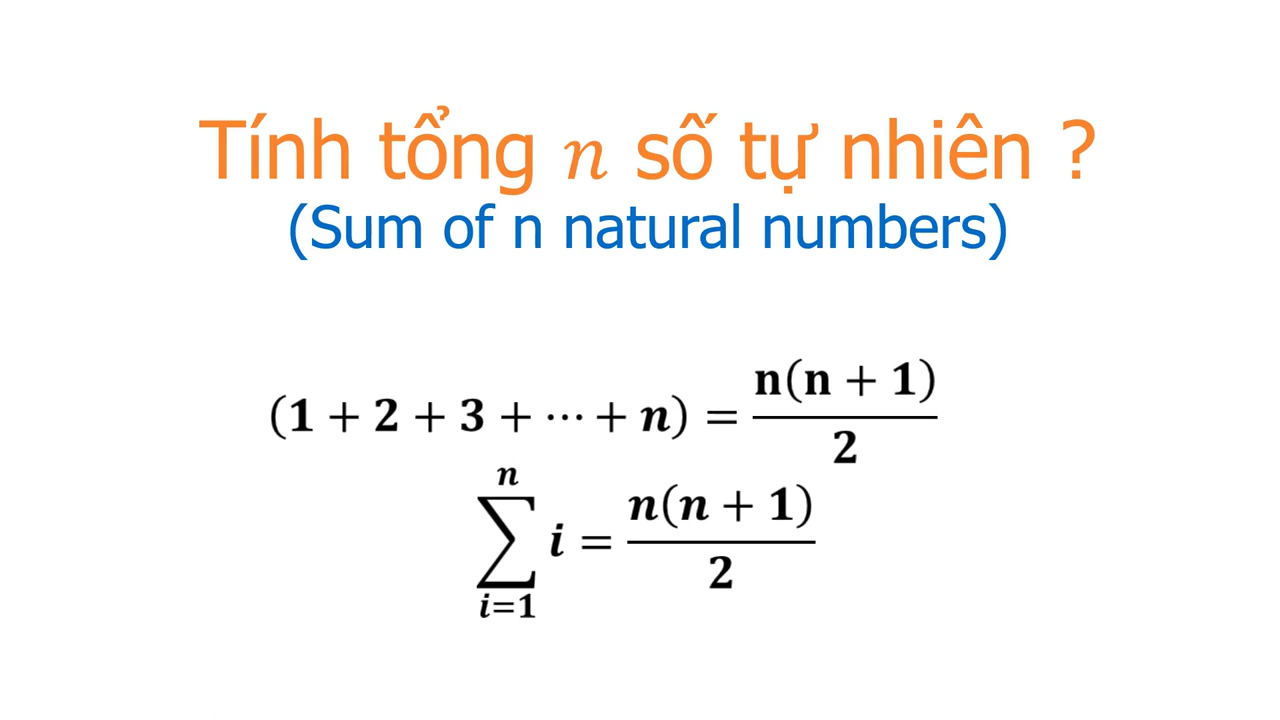 Tính tổng n số tự nhiên ?
(Sum of n natural numbers)
(1 + 2 + 3 + ⋯ + n) = n(n + 1) / 2
∑_{i=1}^{n} i = n(n + 1) / 2